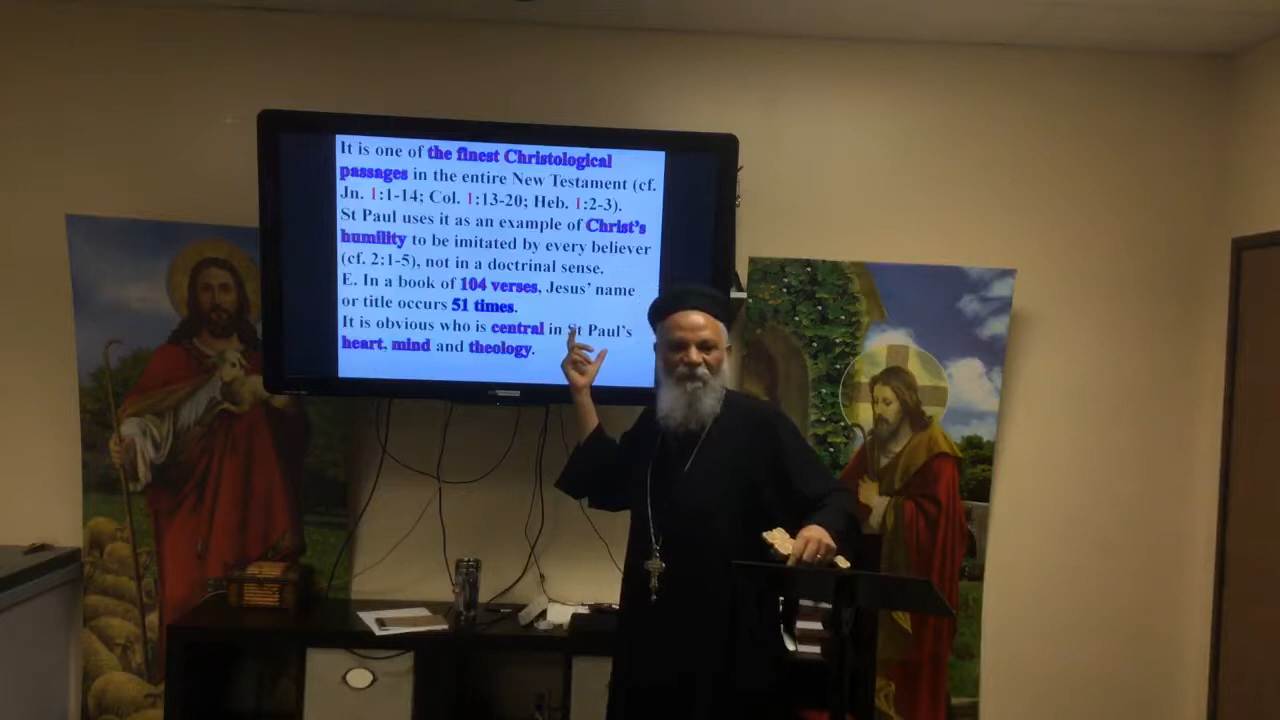 It is one of the finest Christological
passages in the entire New Testament (cf.
Jn. 1:1-14; Col. 1:13-20; Heb. 1:2-3).
St Paul uses it as an example of Christ's
humility to be imitated by every believer
(cf. 2:1-5), not in a doctrinal sense.
E. In a book of 104 verses, Jesus' name
or title occurs 51 times.
It is obvious who is central in St Paul's
heart, mind and theology.